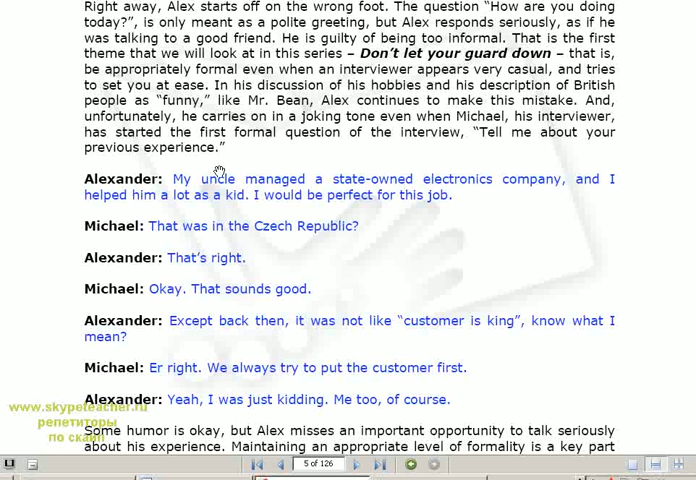 Right away, Alex starts off on the wrong foot. The question “How are you doing
today?”, is only meant as a polite greeting, but Alex responds seriously, as if he
was talking to a good friend. He is guilty of being too informal. That is the first
theme that we will look at in this series – Don’t let your guard down – that is,
be appropriately formal even when an interviewer appears very casual, and tries
to set you at ease. In his discussion of his hobbies and his description of British
people as “funny,” like Mr. Bean, Alex continues to make this mistake. And,
unfortunately, he carries on in a joking tone even when Michael, his interviewer,
has started the first formal question of the interview, “Tell me about your
previous experience.”
Alexander: My uncle managed a state-owned electronics company, and I
helped him a lot as a kid. I would be perfect for this job.
Michael: That was in the Czech Republic?
Alexander: That’s right.
Michael: Okay. That sounds good.
Alexander: Except back then, it was not like “customer is king”, know what I
mean?
Michael: Er right. We always try to put the customer first.
Alexander: Yeah, I was just kidding. Me too, of course.
www.skypeteacher.ru
репетиторы
по скайп
Some humor is okay, but Alex misses an important opportunity to talk seriously
about his experience. Maintaining an appropriate level of formality is a key part
5 of 126